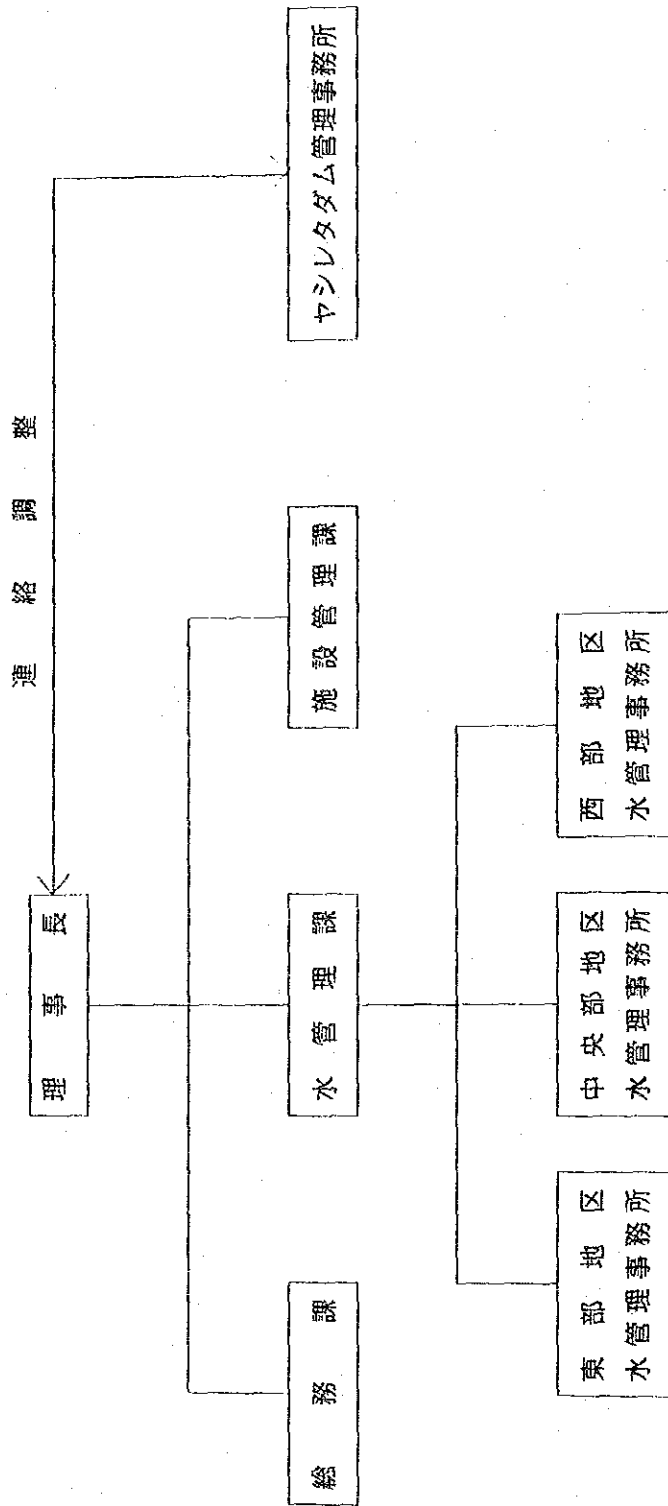 連絡調整
理事長
総務課
水管理課
施設管理課
ヤシレタダム管理事務所
東部地区
水管理事務所
中央部地区
水管理事務所
西部地区
水管理事務所